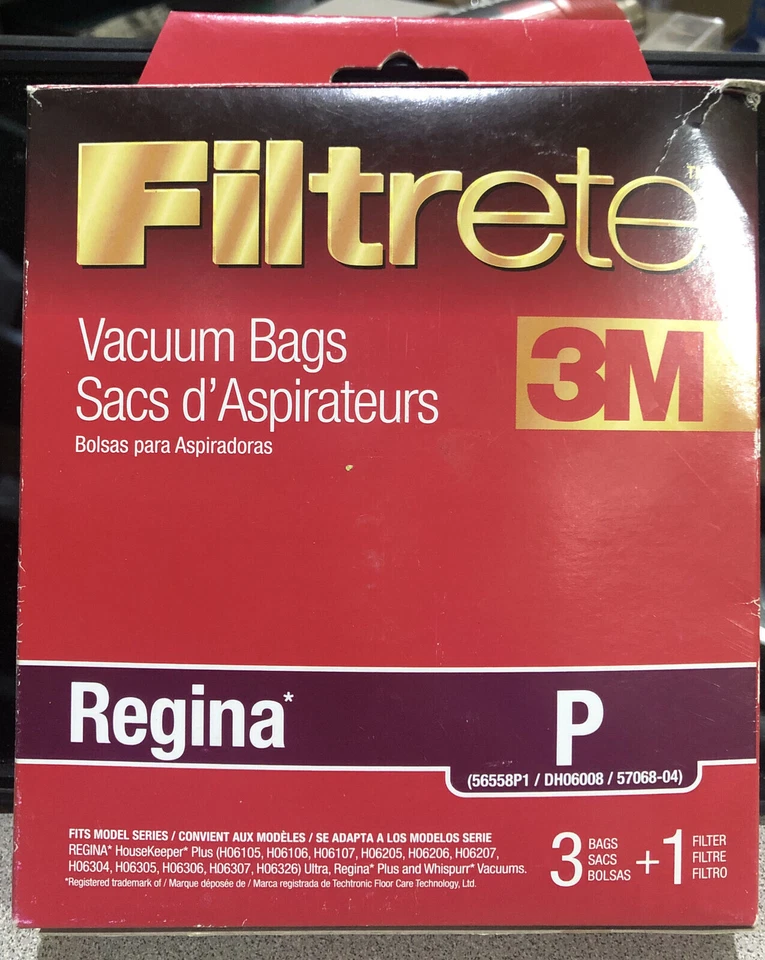 Filtrete™
Vacuum Bags
Sacs d'Aspirateurs
Bolsas para Aspiradoras
3M
Regina*
P
(56558P1 / DH06008 / 57068-04)
FITS MODEL SERIES / CONVIENT AUX MODÈLES / SE ADAPTA A LOS MODELOS SERIE
REGINA* HouseKeeper* Plus (H06105, H06106, H06107, H06205, H06206, H06207,
H06304, H06305, H06306, H06307, H06326) Ultra, Regina* Plus and Whispurr* Vacuums.
*Registered trademark of / Marque déposée de / Marca registrada de Techtronic Floor Care Technology, Ltd.
3 BAGS
SACS
BOLSAS
+1 FILTER
FILTRE
FILTRO